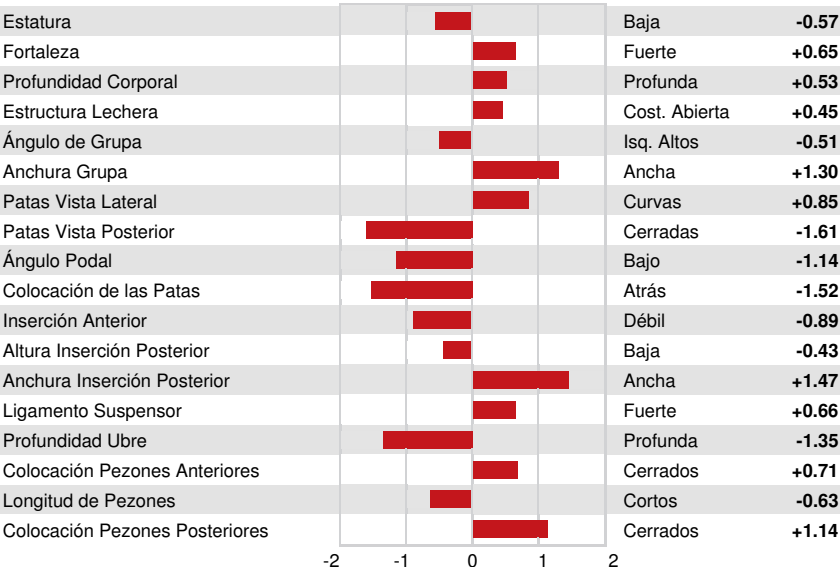 Estatura Baja -0.57
Fortaleza Fuerte +0.65
Profundidad Corporal Profunda +0.53
Estructura Lechera Cost. Abierta +0.45
Ángulo de Grupa Isq. Altos -0.51
Anchura Grupa Ancha +1.30
Patas Vista Lateral Curvas +0.85
Patas Vista Posterior Cerradas -1.61
Ángulo Podal Bajo -1.14
Colocación de las Patas Atrás -1.52
Inserción Anterior Débil -0.89
Altura Inserción Posterior Baja -0.43
Anchura Inserción Posterior Ancha +1.47
Ligamento Suspensor Fuerte +0.66
Profundidad Ubre Profunda -1.35
Colocación Pezones Anteriores Cerrados +0.71
Longitud de Pezones Cortos -0.63
Colocación Pezones Posteriores Cerrados +1.14
-2 -1 0 1 2